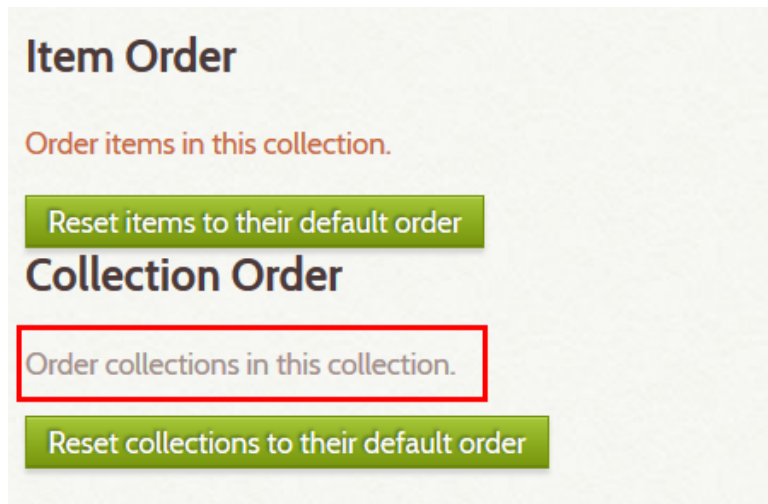 Item Order
Order items in this collection.
Reset items to their default order
Collection Order
Order collections in this collection.
Reset collections to their default order